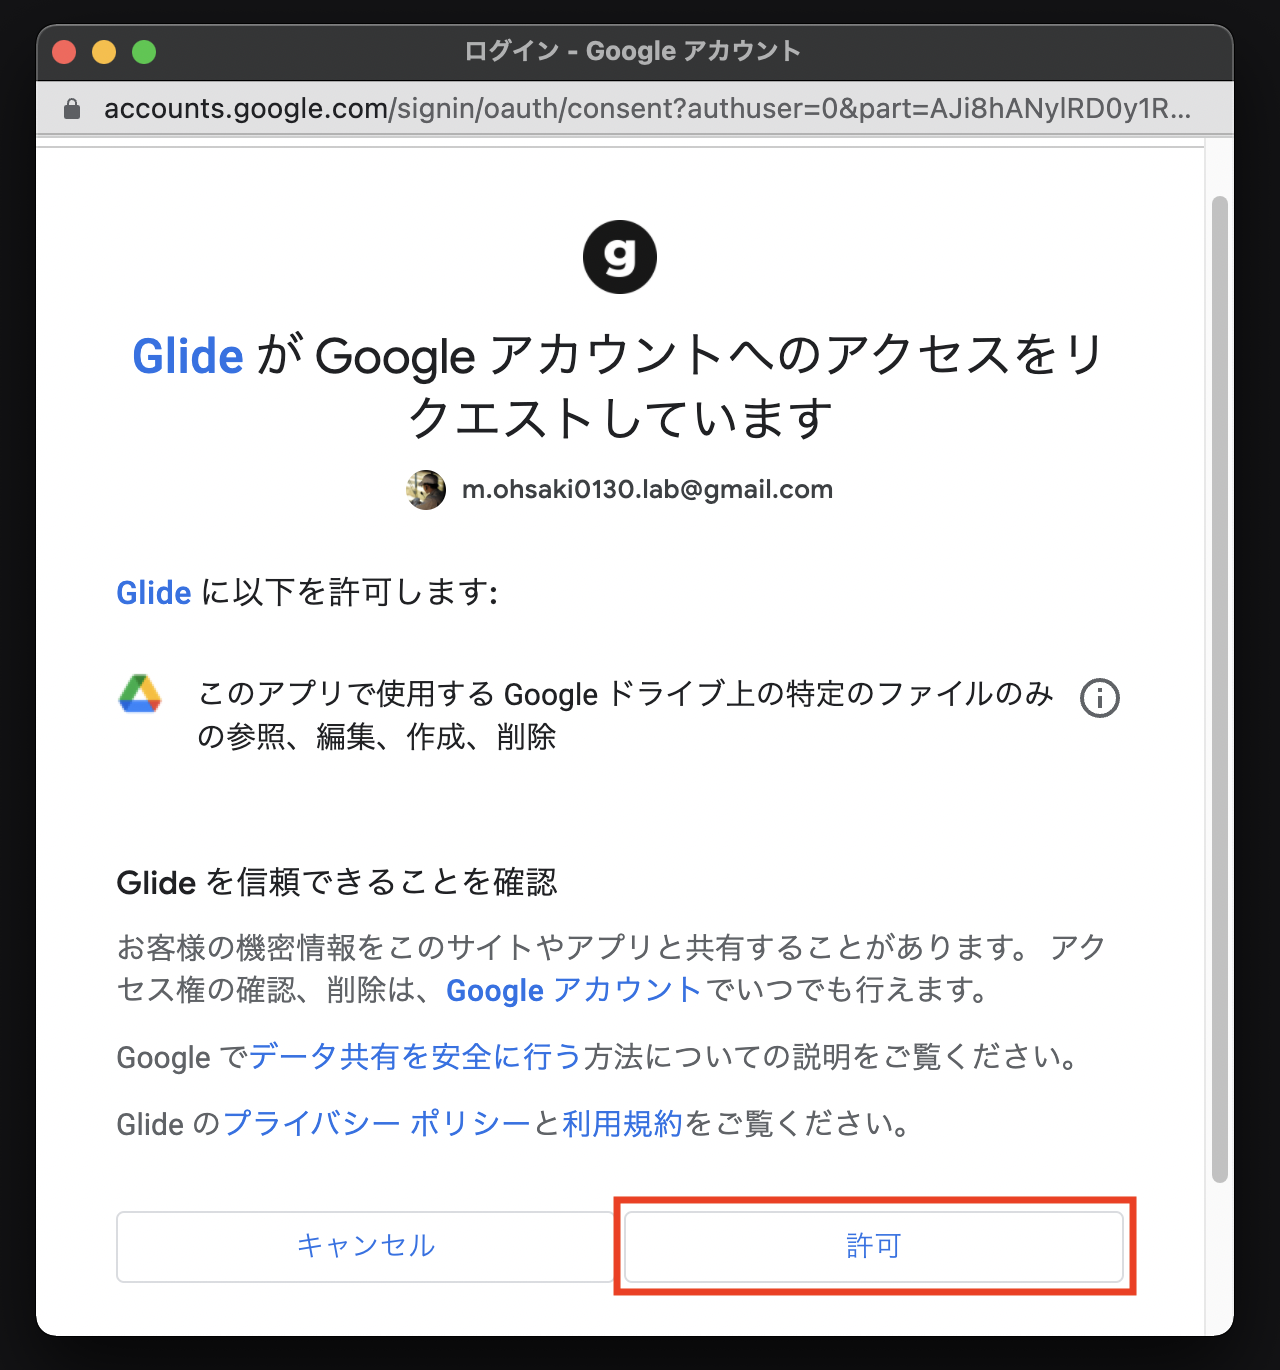 ログイン - Google アカウント
accounts.google.com/signin/oauth/consent?authuser=0&part=AJi8hANylRD0y1R...
g
Glide が Google アカウントへのアクセスをリ
クエストしています
m.ohsaki0130.lab@gmail.com
Glide に以下を許可します:
このアプリで使用する Google ドライブ上の特定のファイルのみ
の参照、編集、作成、削除
Glide を信頼できることを確認
お客様の機密情報をこのサイトやアプリと共有することがあります。 アク
セス権の確認、削除は、Google アカウントでいつでも行えます。
Google でデータ共有を安全に行う方法についての説明をご覧ください。
Glide のプライバシー ポリシーと利用規約をご覧ください。
キャンセル
許可